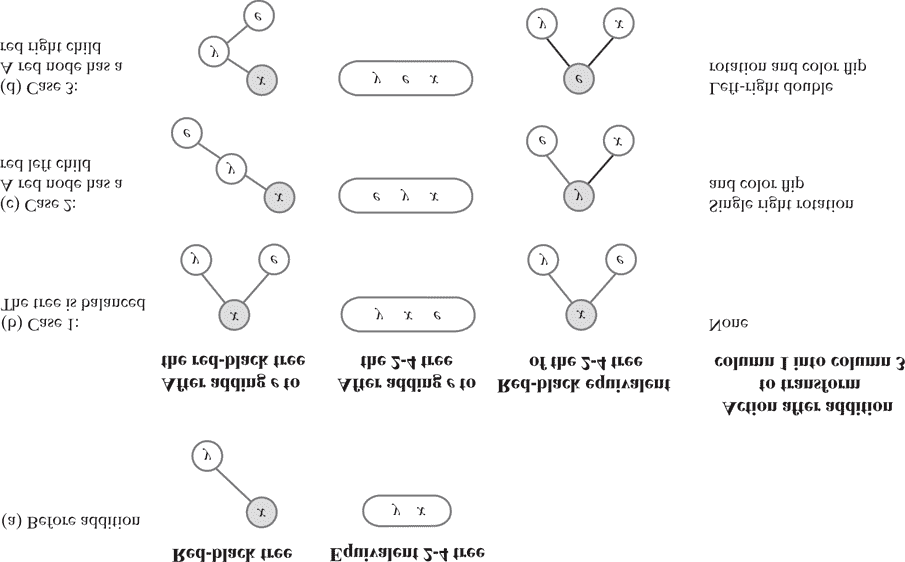 Red-black tree
Equivalent 2-4 tree
(a) Before addition
x
y
y x
After adding e to
the red-black tree
After adding e to
the 2-4 tree
Red-black equivalent
of the 2-4 tree
Action after addition
to transform
column 1 into column 3
(b) Case 1:
The tree is balanced
x
y e
y x e
x
y e
None
(c) Case 2:
A red node has a
red left child
x
y
e
e y x
y
e x
Single right rotation
and color flip
(d) Case 3:
A red node has a
red right child
x
y
e
y e x
e
y x
Left-right double
rotation and color flip